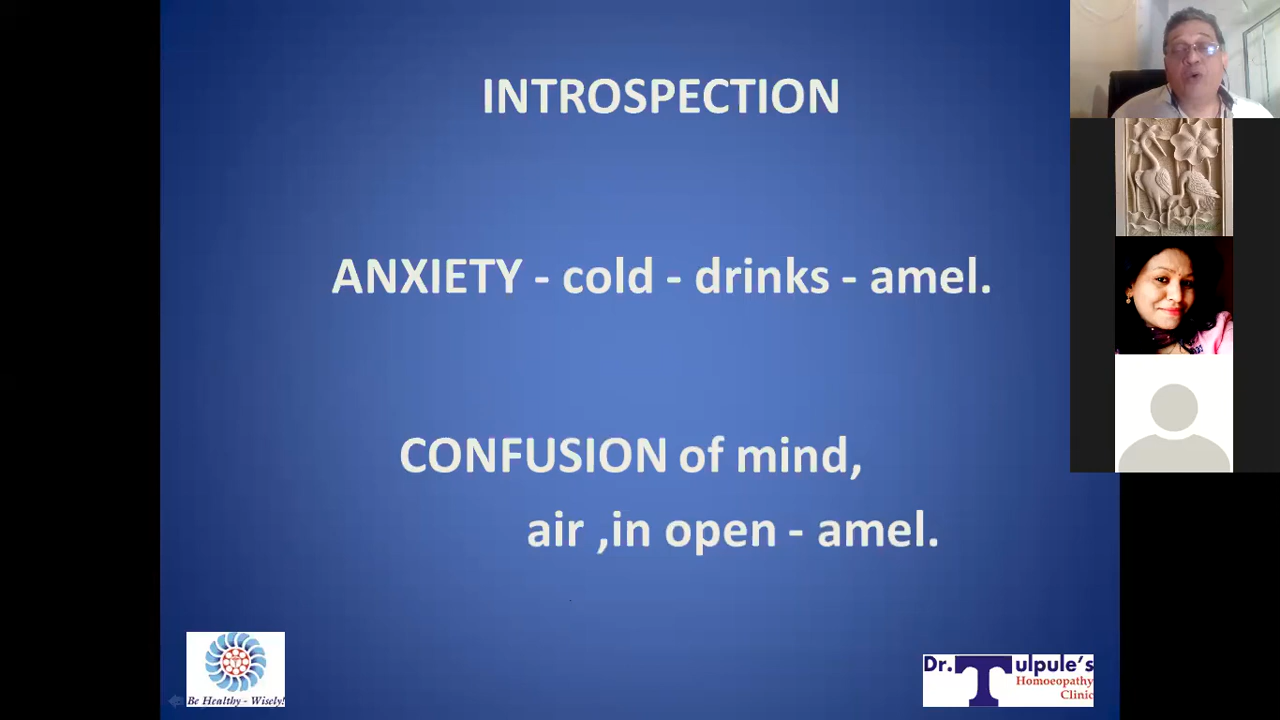 INTROSPECTION
ANXIETY - cold - drinks - amel.
CONFUSION of mind,
air ,in open - amel.
Be Healthy - Wisely!
Dr. Tulpule's
Homoeopathy
Clinic